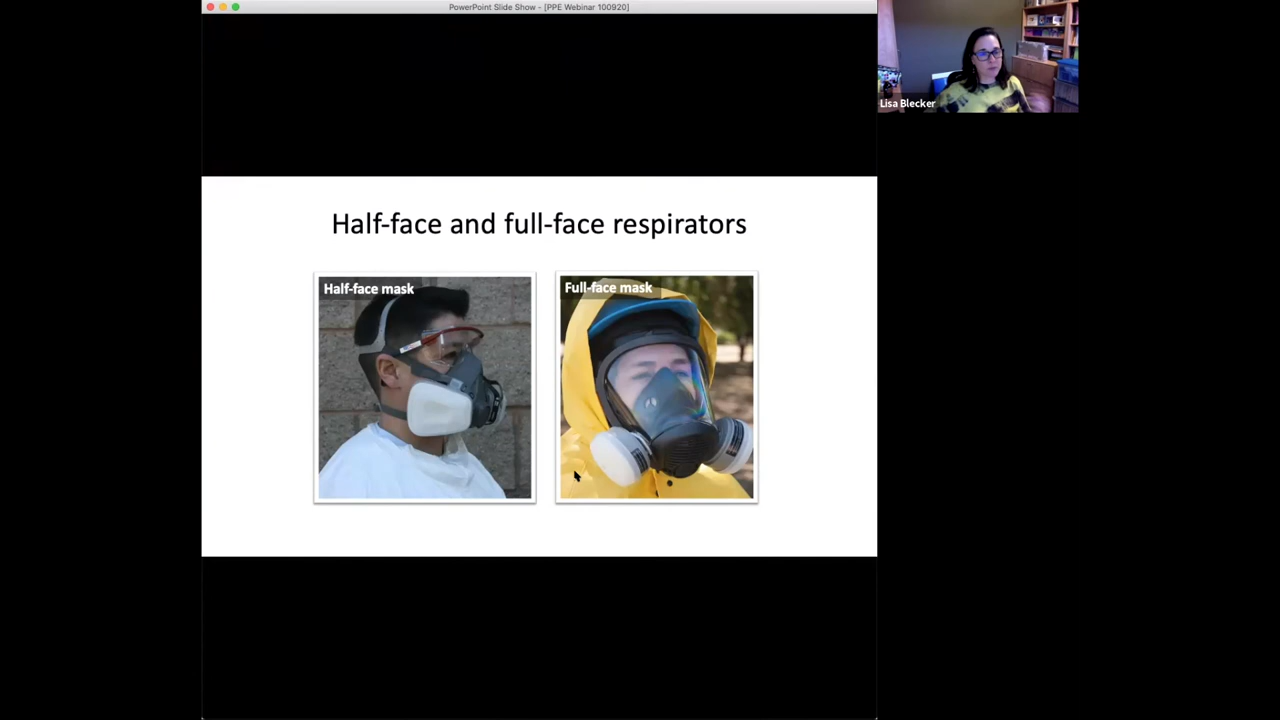 PowerPoint Slide Show - [PPE Webinar 100920]
Lisa Blecker
Half-face and full-face respirators
Half-face mask
Full-face mask